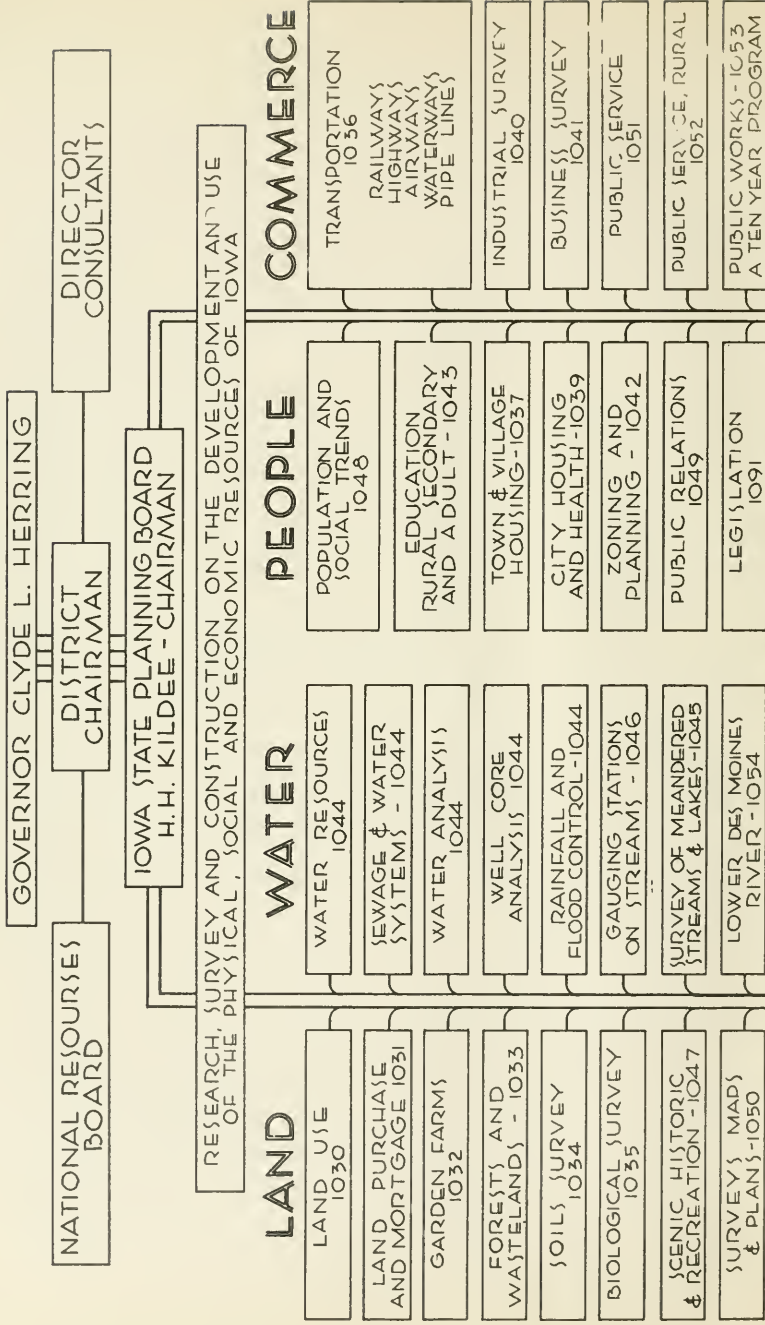 GOVERNOR CLYDE L. HERRING
NATIONAL RESOURSES
BOARD
DISTRICT
CHAIRMAN
DIRECTOR
CONSULTANTS
IOWA STATE PLANNING BOARD
H. H. KILDEE - CHAIRMAN
RESEARCH, SURVEY AND CONSTRUCTION ON THE DEVELOPMENT AND USE
OF THE PHYSICAL, SOCIAL AND ECONOMIC RESOURCES OF IOWA
LAND
LAND USE
1030
LAND PURCHASE
AND MORTGAGE 1031
GARDEN FARMS
1032
FORESTS AND
WASTELANDS - 1033
SOILS SURVEY
1034
BIOLOGICAL SURVEY
1035
SCENIC HISTORIC
& RECREATION - 1047
SURVEYS MAPS
& PLANS - 1050
WATER
WATER RESOURCES
1044
SEWAGE & WATER
SYSTEMS - 1044
WATER ANALYSIS
1044
WELL CORE
ANALYSIS 1044
RAINFALL AND
FLOOD CONTROL - 1044
GAUGING STATIONS
ON STREAMS - 1046
SURVEY OF MEANDERED
STREAMS & LAKES - 1045
LOWER DES MOINES
RIVER - 1054
PEOPLE
POPULATION AND
SOCIAL TRENDS
1048
EDUCATION
RURAL SECONDARY
AND ADULT - 1043
TOWN & VILLAGE
HOUSING - 1037
CITY HOUSING
AND HEALTH - 1039
ZONING AND
PLANNING - 1042
PUBLIC RELATIONS
1049
LEGISLATION
1091
COMMERCE
TRANSPORTATION
1036
RAILWAYS
HIGHWAYS
AIRWAYS
WATERWAYS
PIPE LINES
INDUSTRIAL SURVEY
1040
BUSINESS SURVEY
1041
PUBLIC SERVICE
1051
PUBLIC SERVICE, RURAL
1052
PUBLIC WORKS - 1053
A TEN YEAR PROGRAM